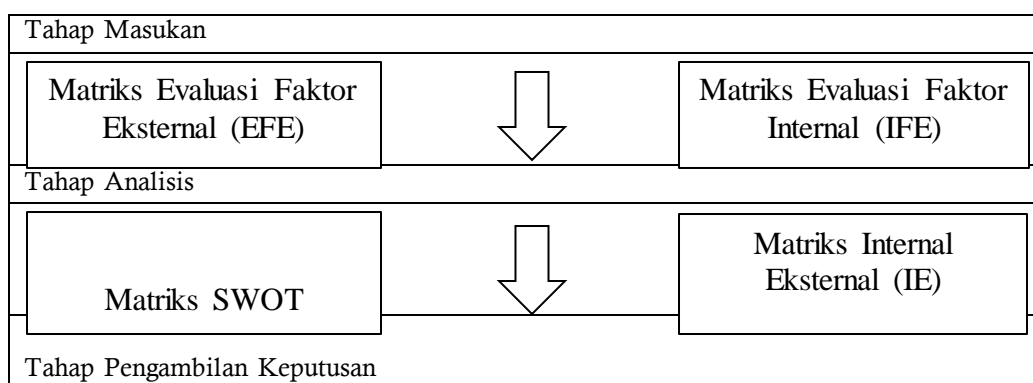 Tahap Masukan
Matriks Evaluasi Faktor
Eksternal (EFE)
Matriks Evaluasi Faktor
Internal (IFE)
Tahap Analisis
Matriks SWOT
Matriks Internal
Eksternal (IE)
Tahap Pengambilan Keputusan